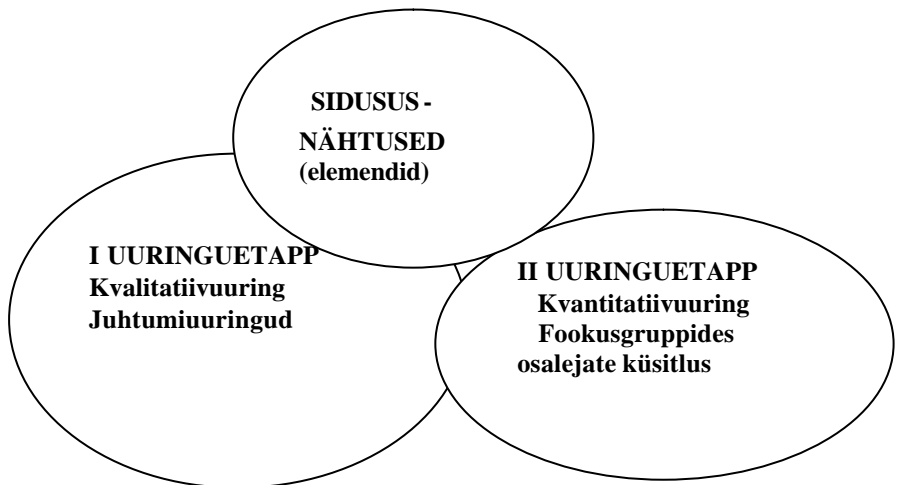 SIDUSUS -
NÄHTUSED
(elemendid)
I UURINGUETAPP
Kvalitatiivuuring
Juhtumiuuringud
II UURINGUETAPP
Kvantitatiivuuring
Fookusgruppides
osalejate küsitlus